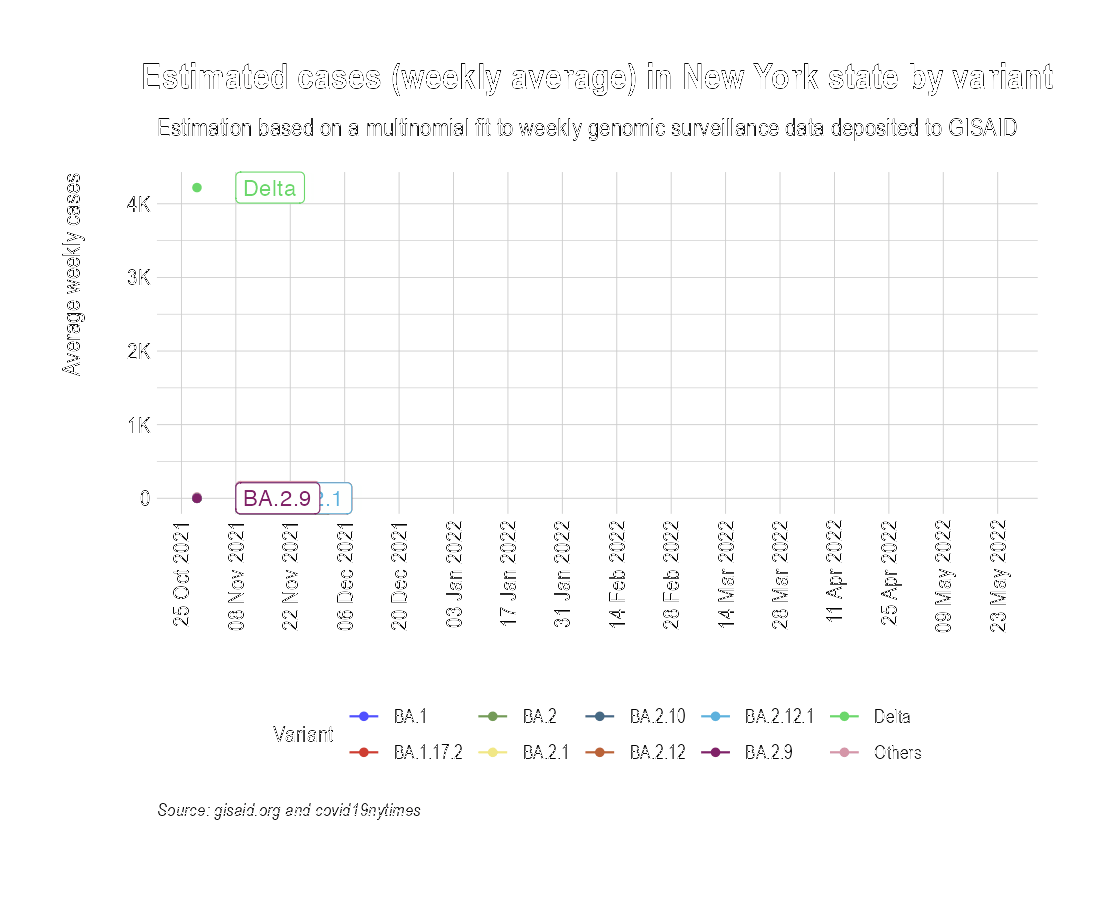 Estimated cases (weekly average) in New York state by variant
Estimation based on a multinomial fit to weekly genomic surveillance data deposited to GISAID
Average weekly cases
4K
3K
2K
1K
0
Delta
BA.2.9
2.1
25 Oct 2021
08 Nov 2021
22 Nov 2021
06 Dec 2021
20 Dec 2021
03 Jan 2022
17 Jan 2022
31 Jan 2022
14 Feb 2022
28 Feb 2022
14 Mar 2022
28 Mar 2022
11 Apr 2022
25 Apr 2022
09 May 2022
23 May 2022
Variant
BA.1 BA.2 BA.2.10 BA.2.12.1 Delta
BA.1.17.2 BA.2.1 BA.2.12 BA.2.9 Others
Source: gisaid.org and covid19nytimes